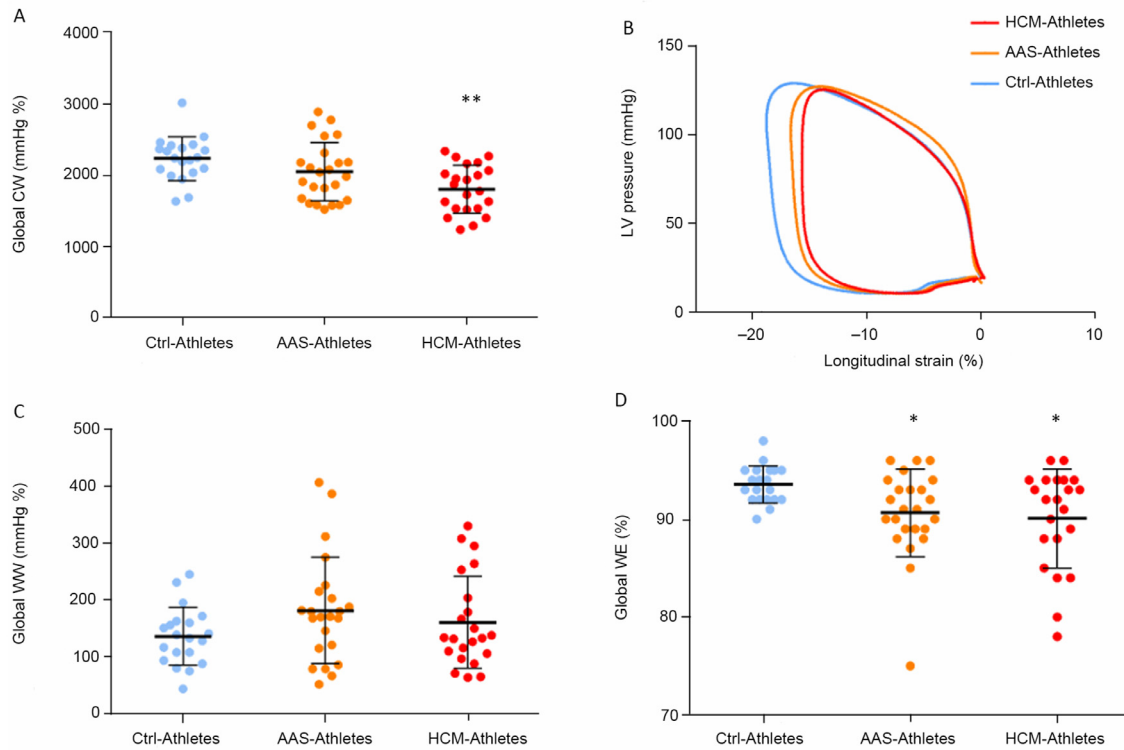 A
Global CW (mmHg %)
4000
3000
2000
1000
0
**
Ctrl-Athletes
AAS-Athletes
HCM-Athletes
B
HCM-Athletes
AAS-Athletes
Ctrl-Athletes
LV pressure (mmHg)
150
100
50
0
–20
–10
0
10
Longitudinal strain (%)
C
Global WW (mmHg %)
500
400
300
200
100
0
Ctrl-Athletes
AAS-Athletes
HCM-Athletes
D
Global WE (%)
100
90
80
70
*
*
Ctrl-Athletes
AAS-Athletes
HCM-Athletes